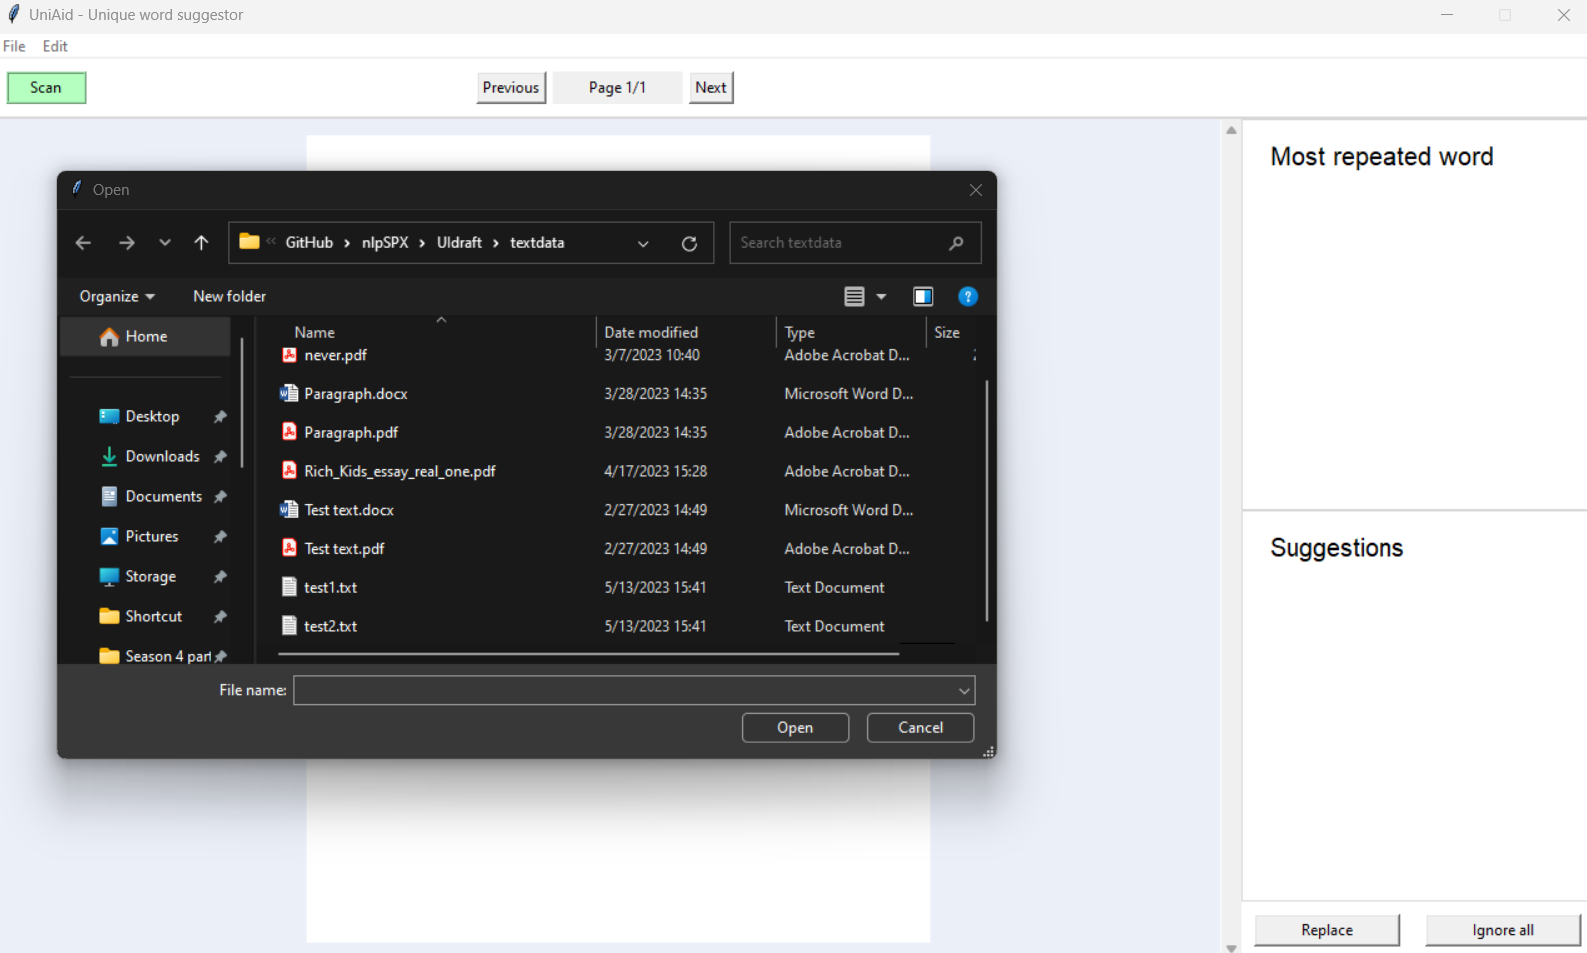 UniAid - Unique word suggestor
File Edit
Scan Previous Page 1/1 Next
Most repeated word
Open
GitHub > nlpSPX > UIdraft > textdata
Search textdata
Organize New folder
Home
Desktop
Downloads
Documents
Pictures
Storage
Shortcut
Season 4 part
Name Date modified Type Size
never.pdf 3/7/2023 10:40 Adobe Acrobat D...
Paragraph.docx 3/28/2023 14:35 Microsoft Word D...
Paragraph.pdf 3/28/2023 14:35 Adobe Acrobat D...
Rich_Kids_essay_real_one.pdf 4/17/2023 15:28 Adobe Acrobat D...
Test text.docx 2/27/2023 14:49 Microsoft Word D...
Test text.pdf 2/27/2023 14:49 Adobe Acrobat D...
test1.txt 5/13/2023 15:41 Text Document
test2.txt 5/13/2023 15:41 Text Document
File name:
Open Cancel
Suggestions
Replace Ignore all